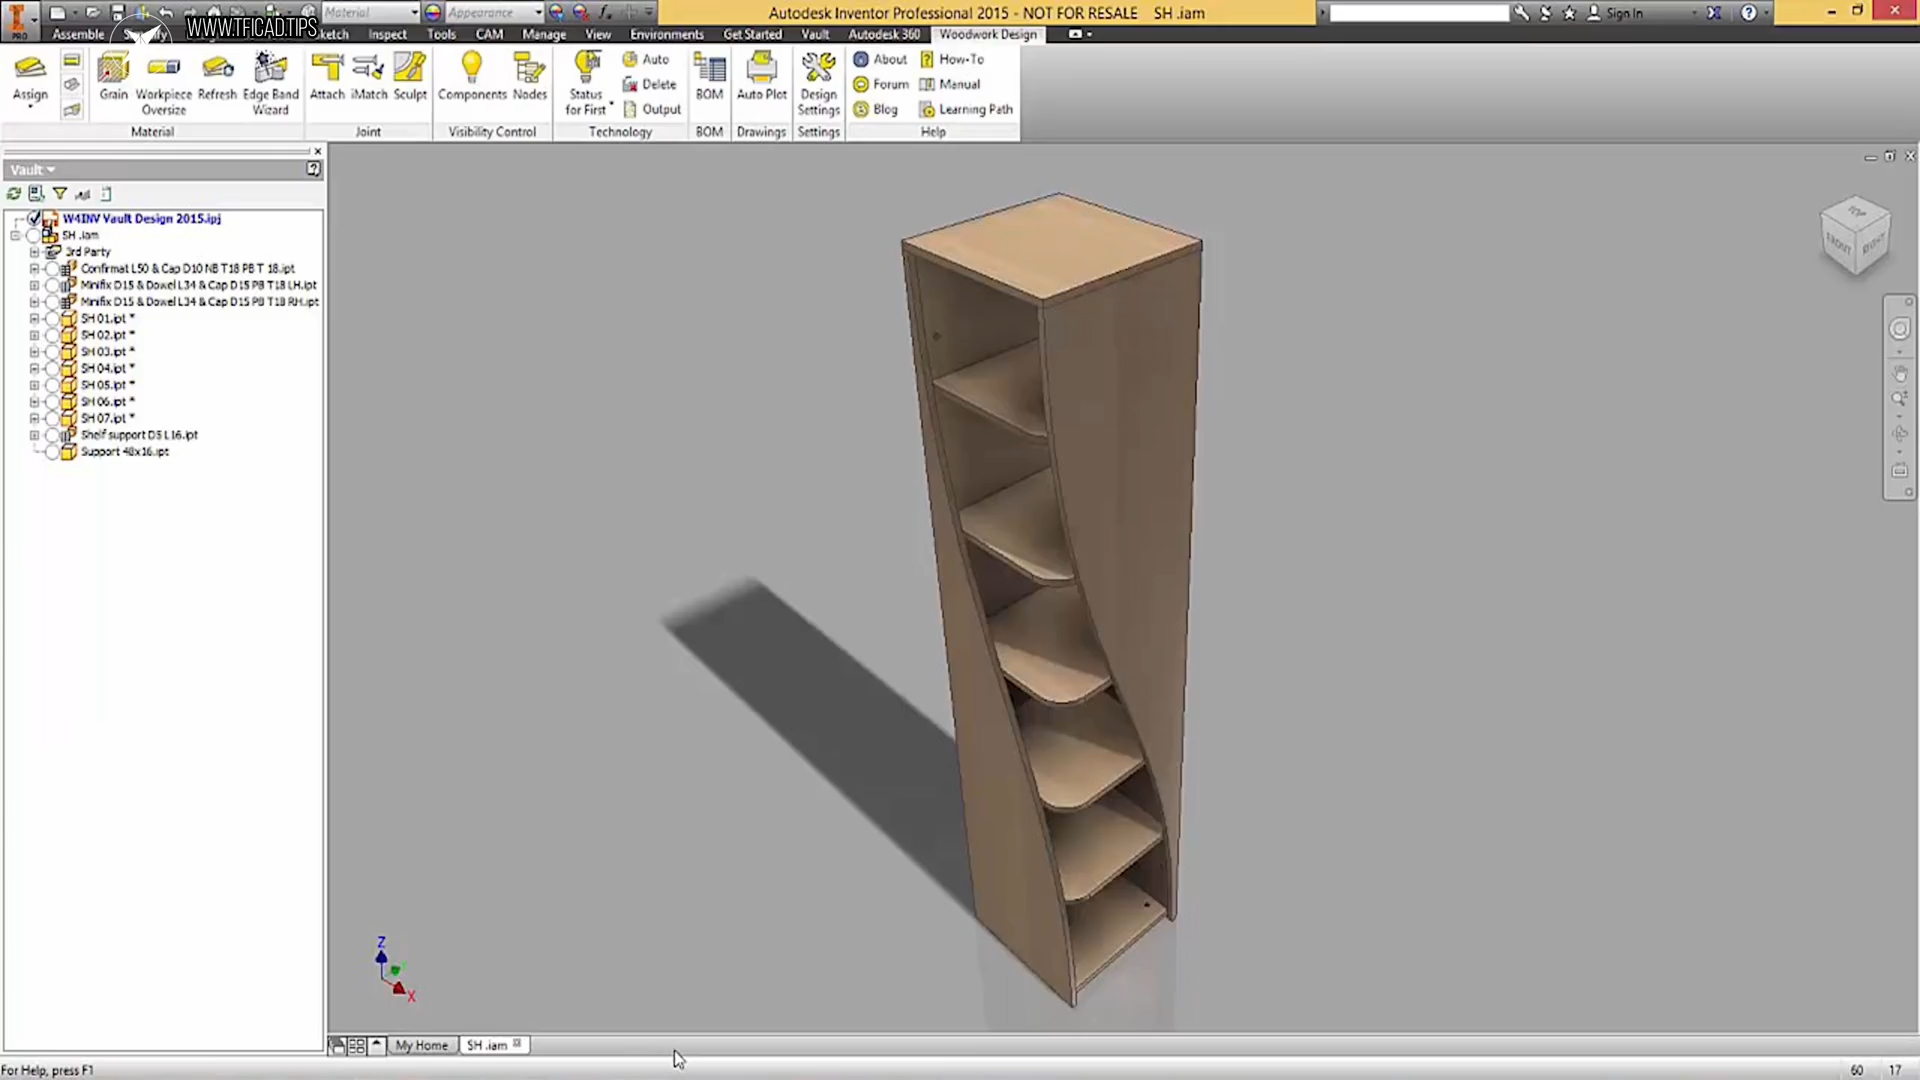 Material
Appearance
Autodesk Inventor Professional 2015 - NOT FOR RESALE SH .iam
Sign In
WWW.TFICAD.TIPS
PRO
Assemble
Inspect
Tools
CAM
Manage
View
Environments
Get Started
Vault
Autodesk 360
Woodwork Design
Assign
Grain
Workpiece Oversize
Refresh
Edge Band Wizard
Attach
iMatch
Sculpt
Components
Nodes
Status for First
Auto
Delete
Output
BOM
Auto Plot
Design Settings
About
Forum
Blog
How-To
Manual
Learning Path
Material
Joint
Visibility Control
Technology
BOM
Drawings
Settings
Help
Vault
W4INV Vault Design 2015.ipj
SH .iam
3rd Party
Confirmat L50 & Cap D10 NB T18 PB T 18.ipt
Minifix D15 & Dowel L34 & Cap D15 PB T18 LH.ipt
Minifix D15 & Dowel L34 & Cap D15 PB T18 RH.ipt
SH 01.ipt *
SH 02.ipt *
SH 03.ipt *
SH 04.ipt *
SH 05.ipt *
SH 06.ipt *
SH 07.ipt *
Shelf support D5 L16.ipt
Support 48x16.ipt
TOP
FRONT
RIGHT
Z
X
My Home
SH .iam
For Help, press F1
60
17